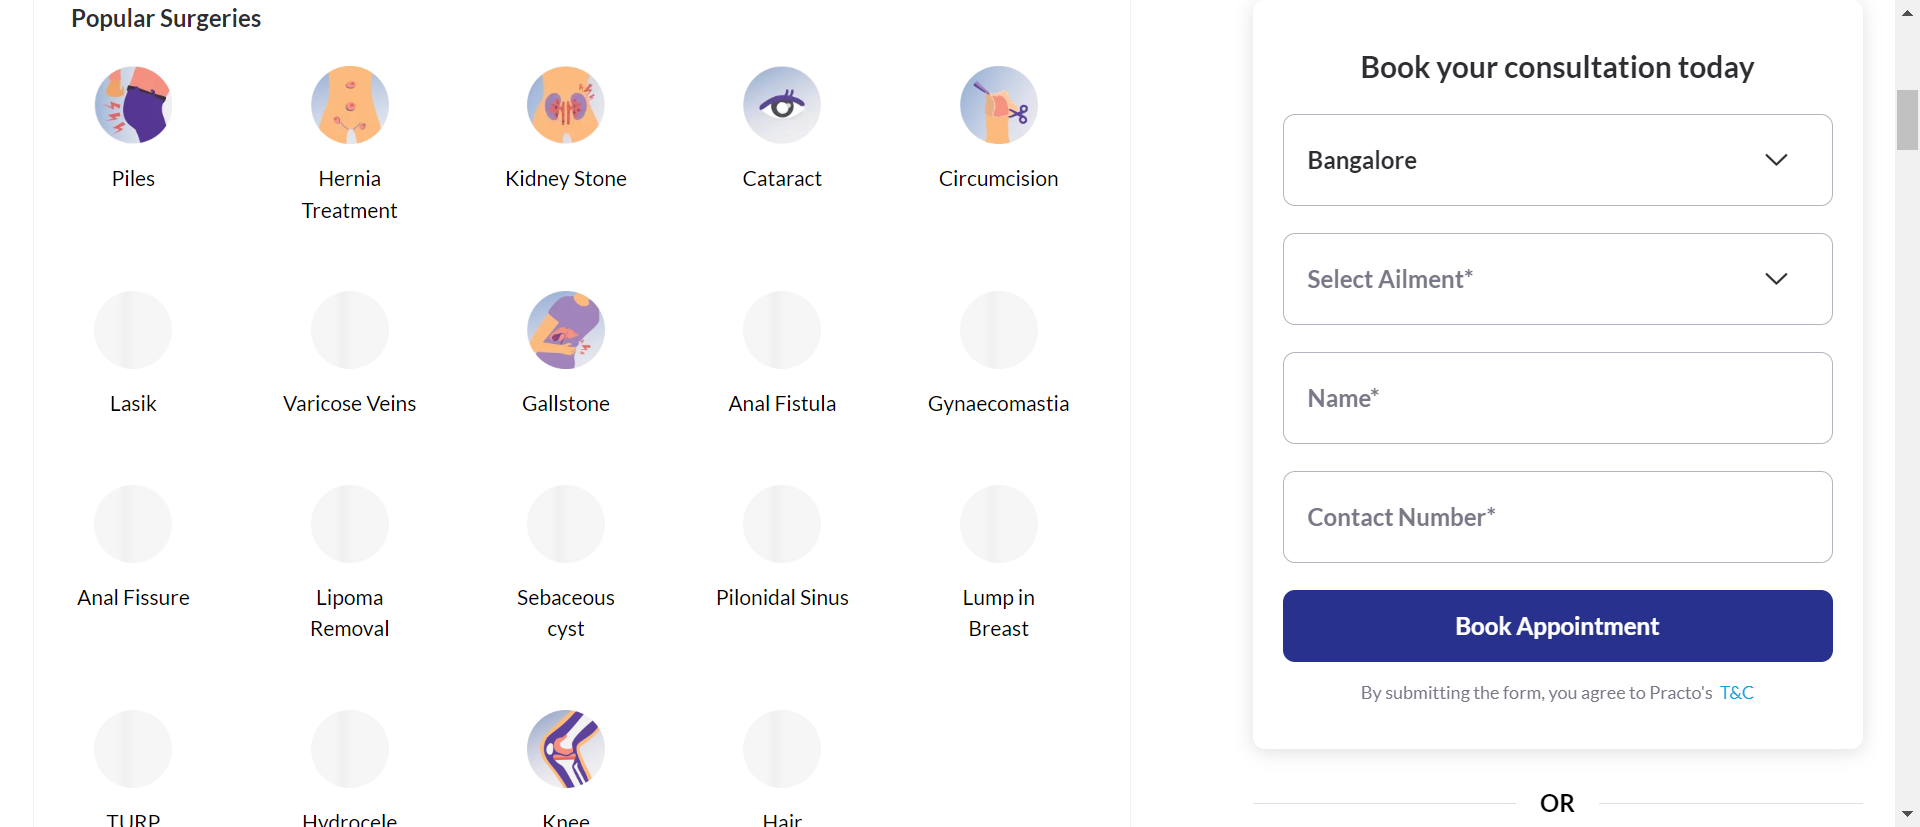 Popular Surgeries
Piles
Hernia
Treatment
Kidney Stone
Cataract
Circumcision
Lasik
Varicose Veins
Gallstone
Anal Fistula
Gynaecomastia
Anal Fissure
Lipoma
Removal
Sebaceous
cyst
Pilonidal Sinus
Lump in
Breast
TURP
Hydrocele
Knee
Hair
Book your consultation today
Bangalore
Select Ailment*
Name*
Contact Number*
Book Appointment
By submitting the form, you agree to Practo's T&C
OR